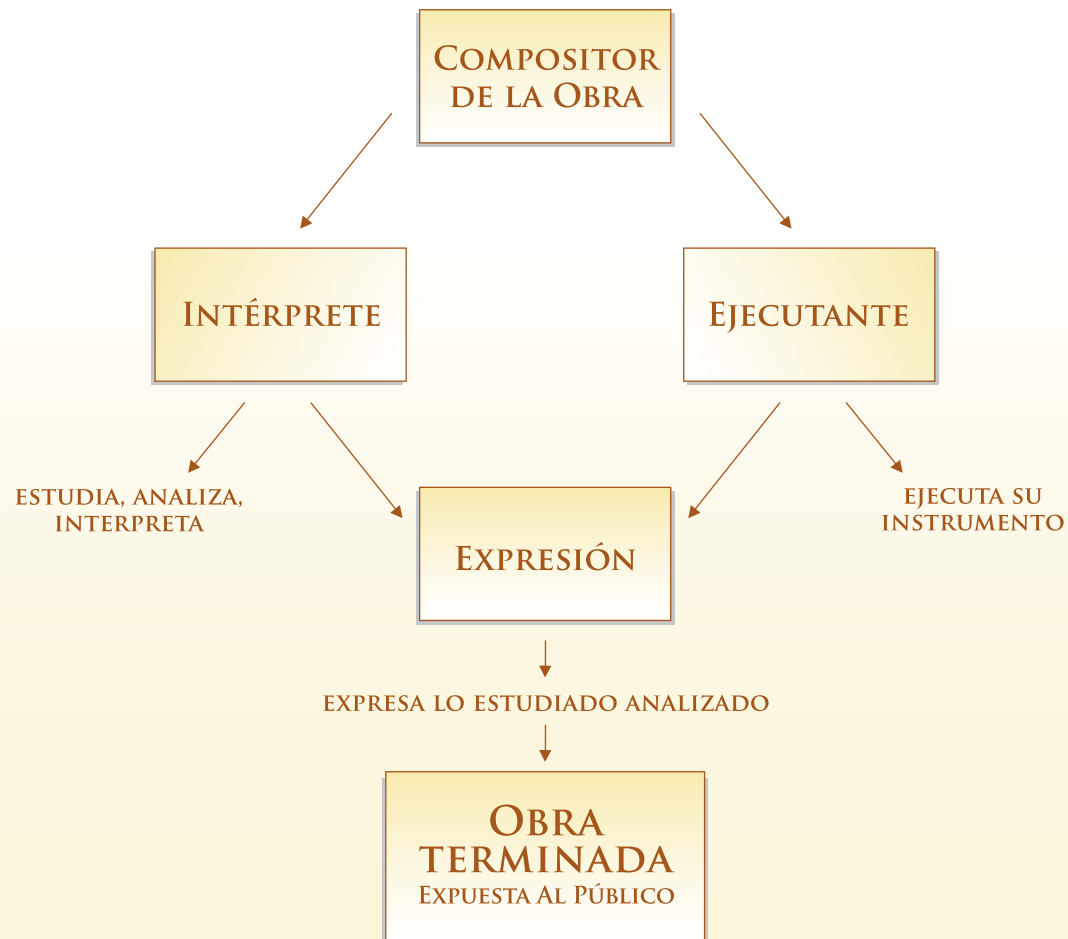 Compositor
de la Obra
Intérprete
Ejecutante
estudia, analiza,
interpreta
ejecuta su
instrumento
Expresión
expresa lo estudiado analizado
Obra
terminada
Expuesta Al Público